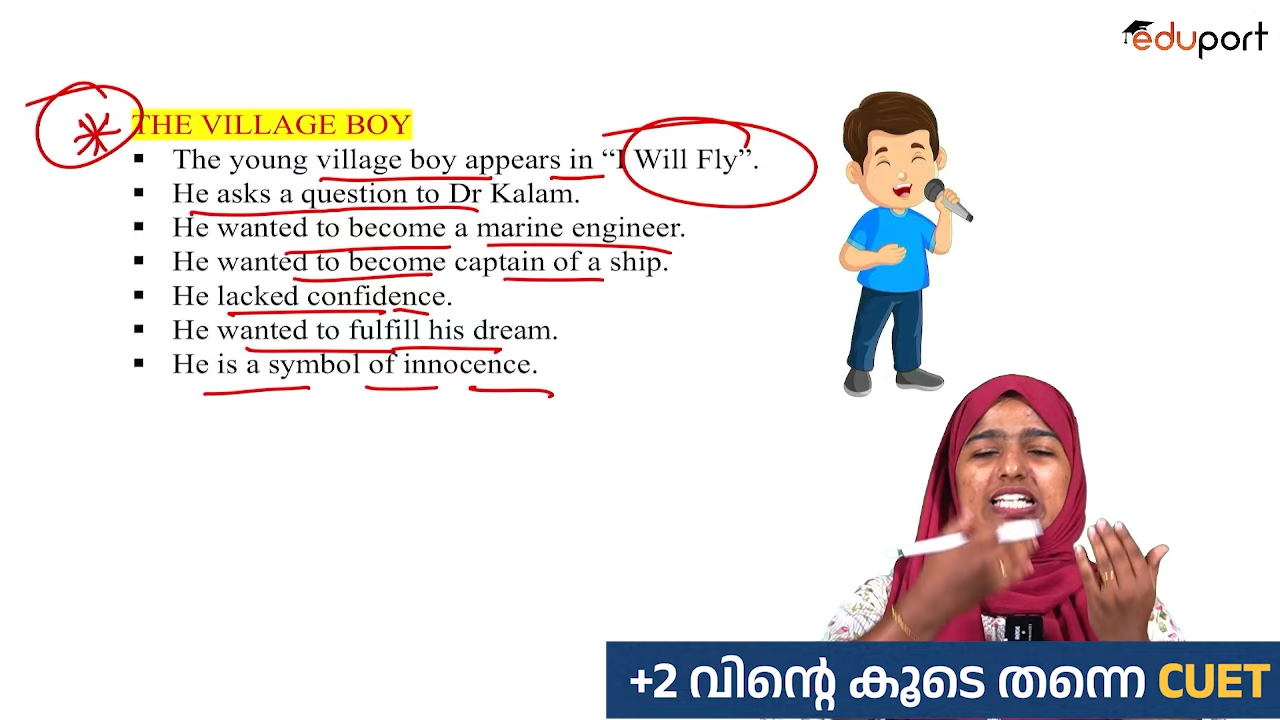 eduport
THE VILLAGE BOY
▪ The young village boy appears in “I Will Fly”.
▪ He asks a question to Dr Kalam.
▪ He wanted to become a marine engineer.
▪ He wanted to become captain of a ship.
▪ He lacked confidence.
▪ He wanted to fulfill his dream.
▪ He is a symbol of innocence.
+2 വിന്റെ കൂടെ തന്നെ CUET